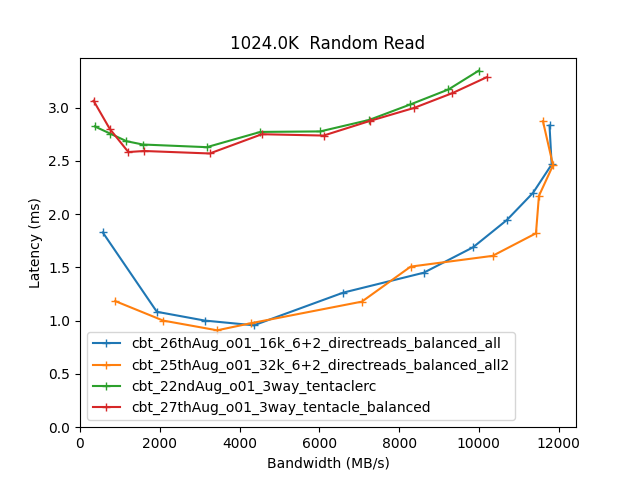 1024.0K  Random Read
Latency (ms)
3.0
2.5
2.0
1.5
1.0
0.5
0.0
cbt_26thAug_o01_16k_6+2_directreads_balanced_all
cbt_25thAug_o01_32k_6+2_directreads_balanced_all2
cbt_22ndAug_o01_3way_tentaclerc
cbt_27thAug_o01_3way_tentacle_balanced
0 2000 4000 6000 8000 10000 12000
Bandwidth (MB/s)